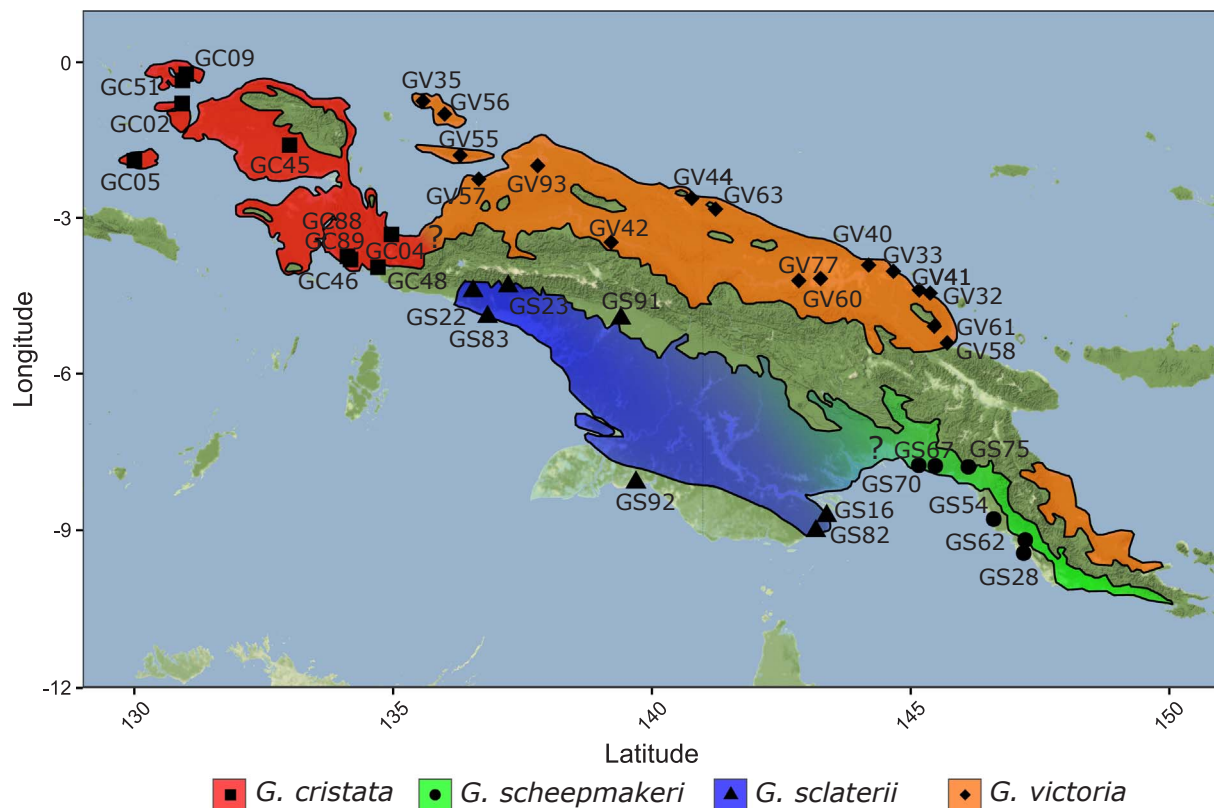 GC09
GC51
GC02
GC05
GC45
GC88
GC89
GC04
GC46
GC48
GV35
GV56
GV55
GV57
GV93
GV44
GV63
GV42
GV40
GV33
GV77
GV60
GV41
GV32
GV61
GV58
?
GS22
GS23
GS83
GS91
GS92
GS16
GS82
?
GS67
GS75
GS70
GS54
GS62
GS28
0
-3
-6
-9
-12
Longitude
130
135
140
145
150
Latitude
G. cristata
G. scheepmakeri
G. sclaterii
G. victoria